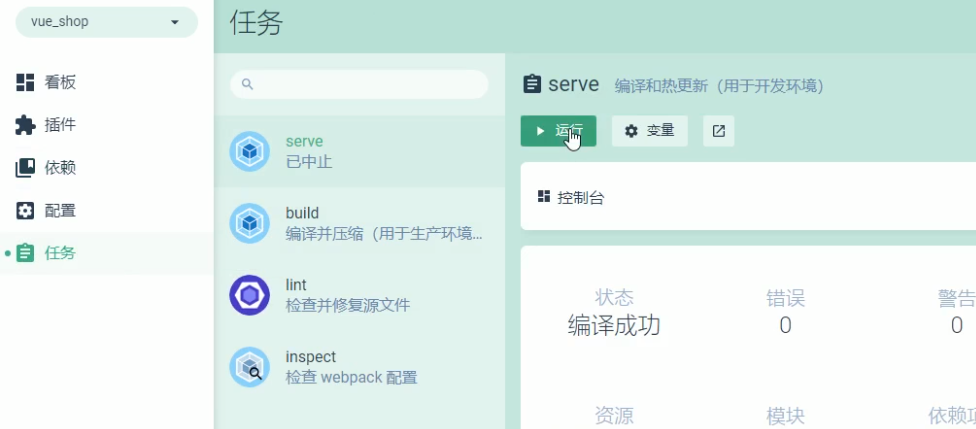 vue_shop
看板
插件
依赖
配置
任务
任务
serve
已中止
build
编译并压缩（用于生产环境...
lint
检查并修复源文件
inspect
检查 webpack 配置
serve 编译和热更新（用于开发环境）
运行 变量
控制台
状态 错误 警告
编译成功 0 0
资源 模块 依赖项